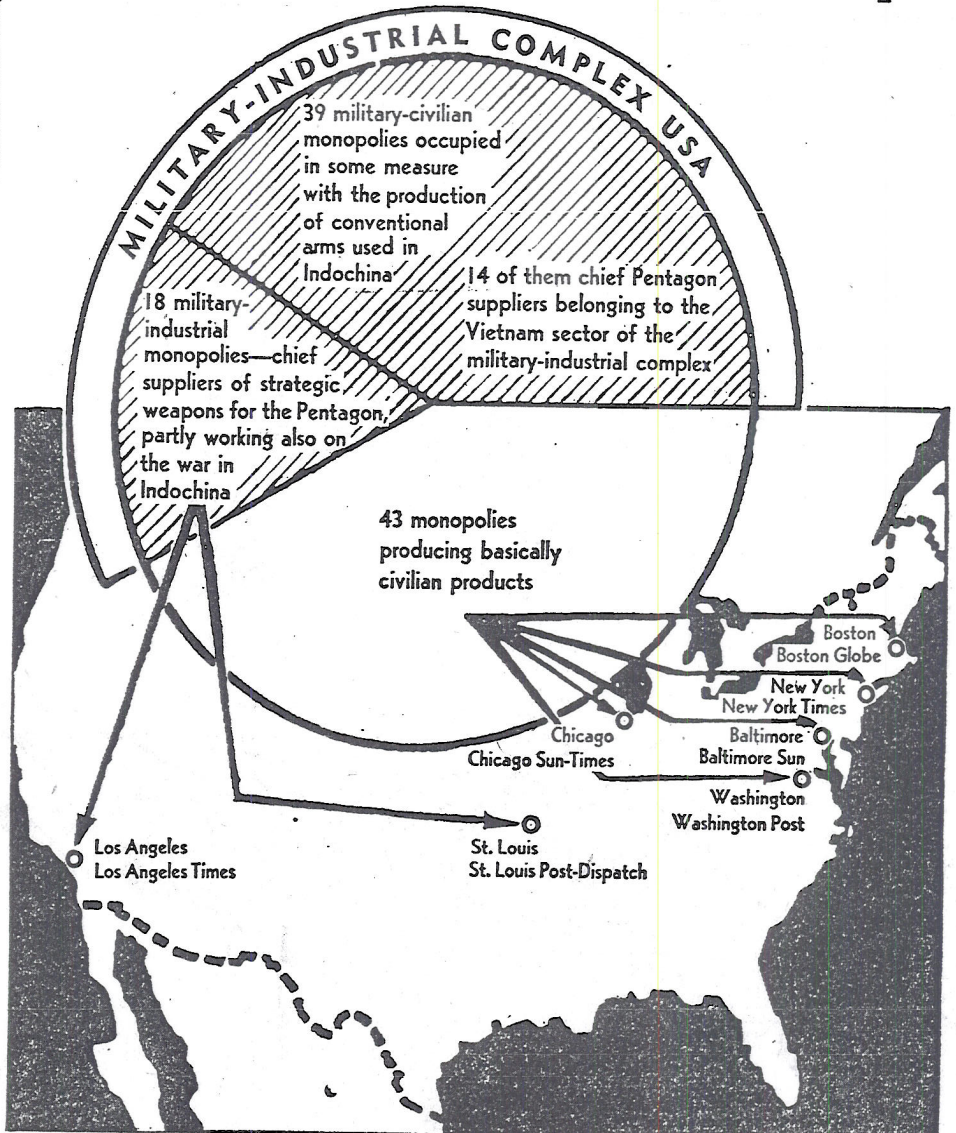 MILITARY-INDUSTRIAL COMPLEX USA
39 military-civilian
monopolies occupied
in some measure
with the production
of conventional
arms used in
Indochina
14 of them chief Pentagon
suppliers belonging to the
Vietnam sector of the
military-industrial complex
18 military-
industrial
monopolies—chief
suppliers of strategic
weapons for the Pentagon,
partly working also on
the war in
Indochina
43 monopolies
producing basically
civilian products
Boston
Boston Globe
New York
New York Times
Chicago
Chicago Sun-Times
Baltimore
Baltimore Sun
Washington
Washington Post
Los Angeles
Los Angeles Times
St. Louis
St. Louis Post-Dispatch